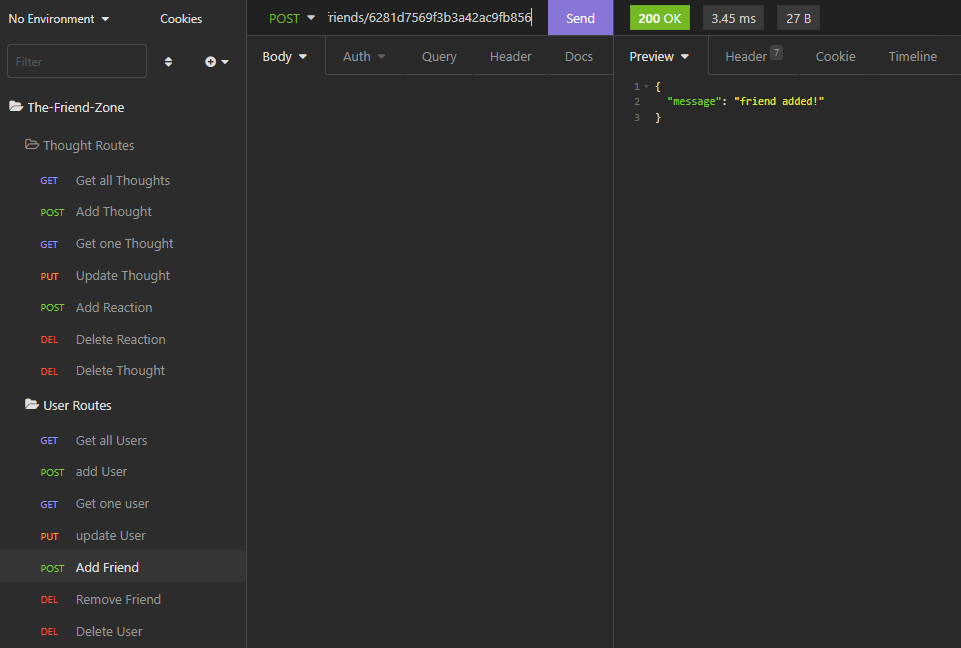 No Environment
Cookies
Filter
The-Friend-Zone
Thought Routes
GET Get all Thoughts
POST Add Thought
GET Get one Thought
PUT Update Thought
POST Add Reaction
DEL Delete Reaction
DEL Delete Thought
User Routes
GET Get all Users
POST add User
GET Get one user
PUT update User
POST Add Friend
DEL Remove Friend
DEL Delete User
POST riends/6281d7569f3b3a42ac9fb856 Send
Body Auth Query Header Docs
200 OK 3.45 ms 27 B
Preview Header 7 Cookie Timeline
1 {
2 "message": "friend added!"
3 }